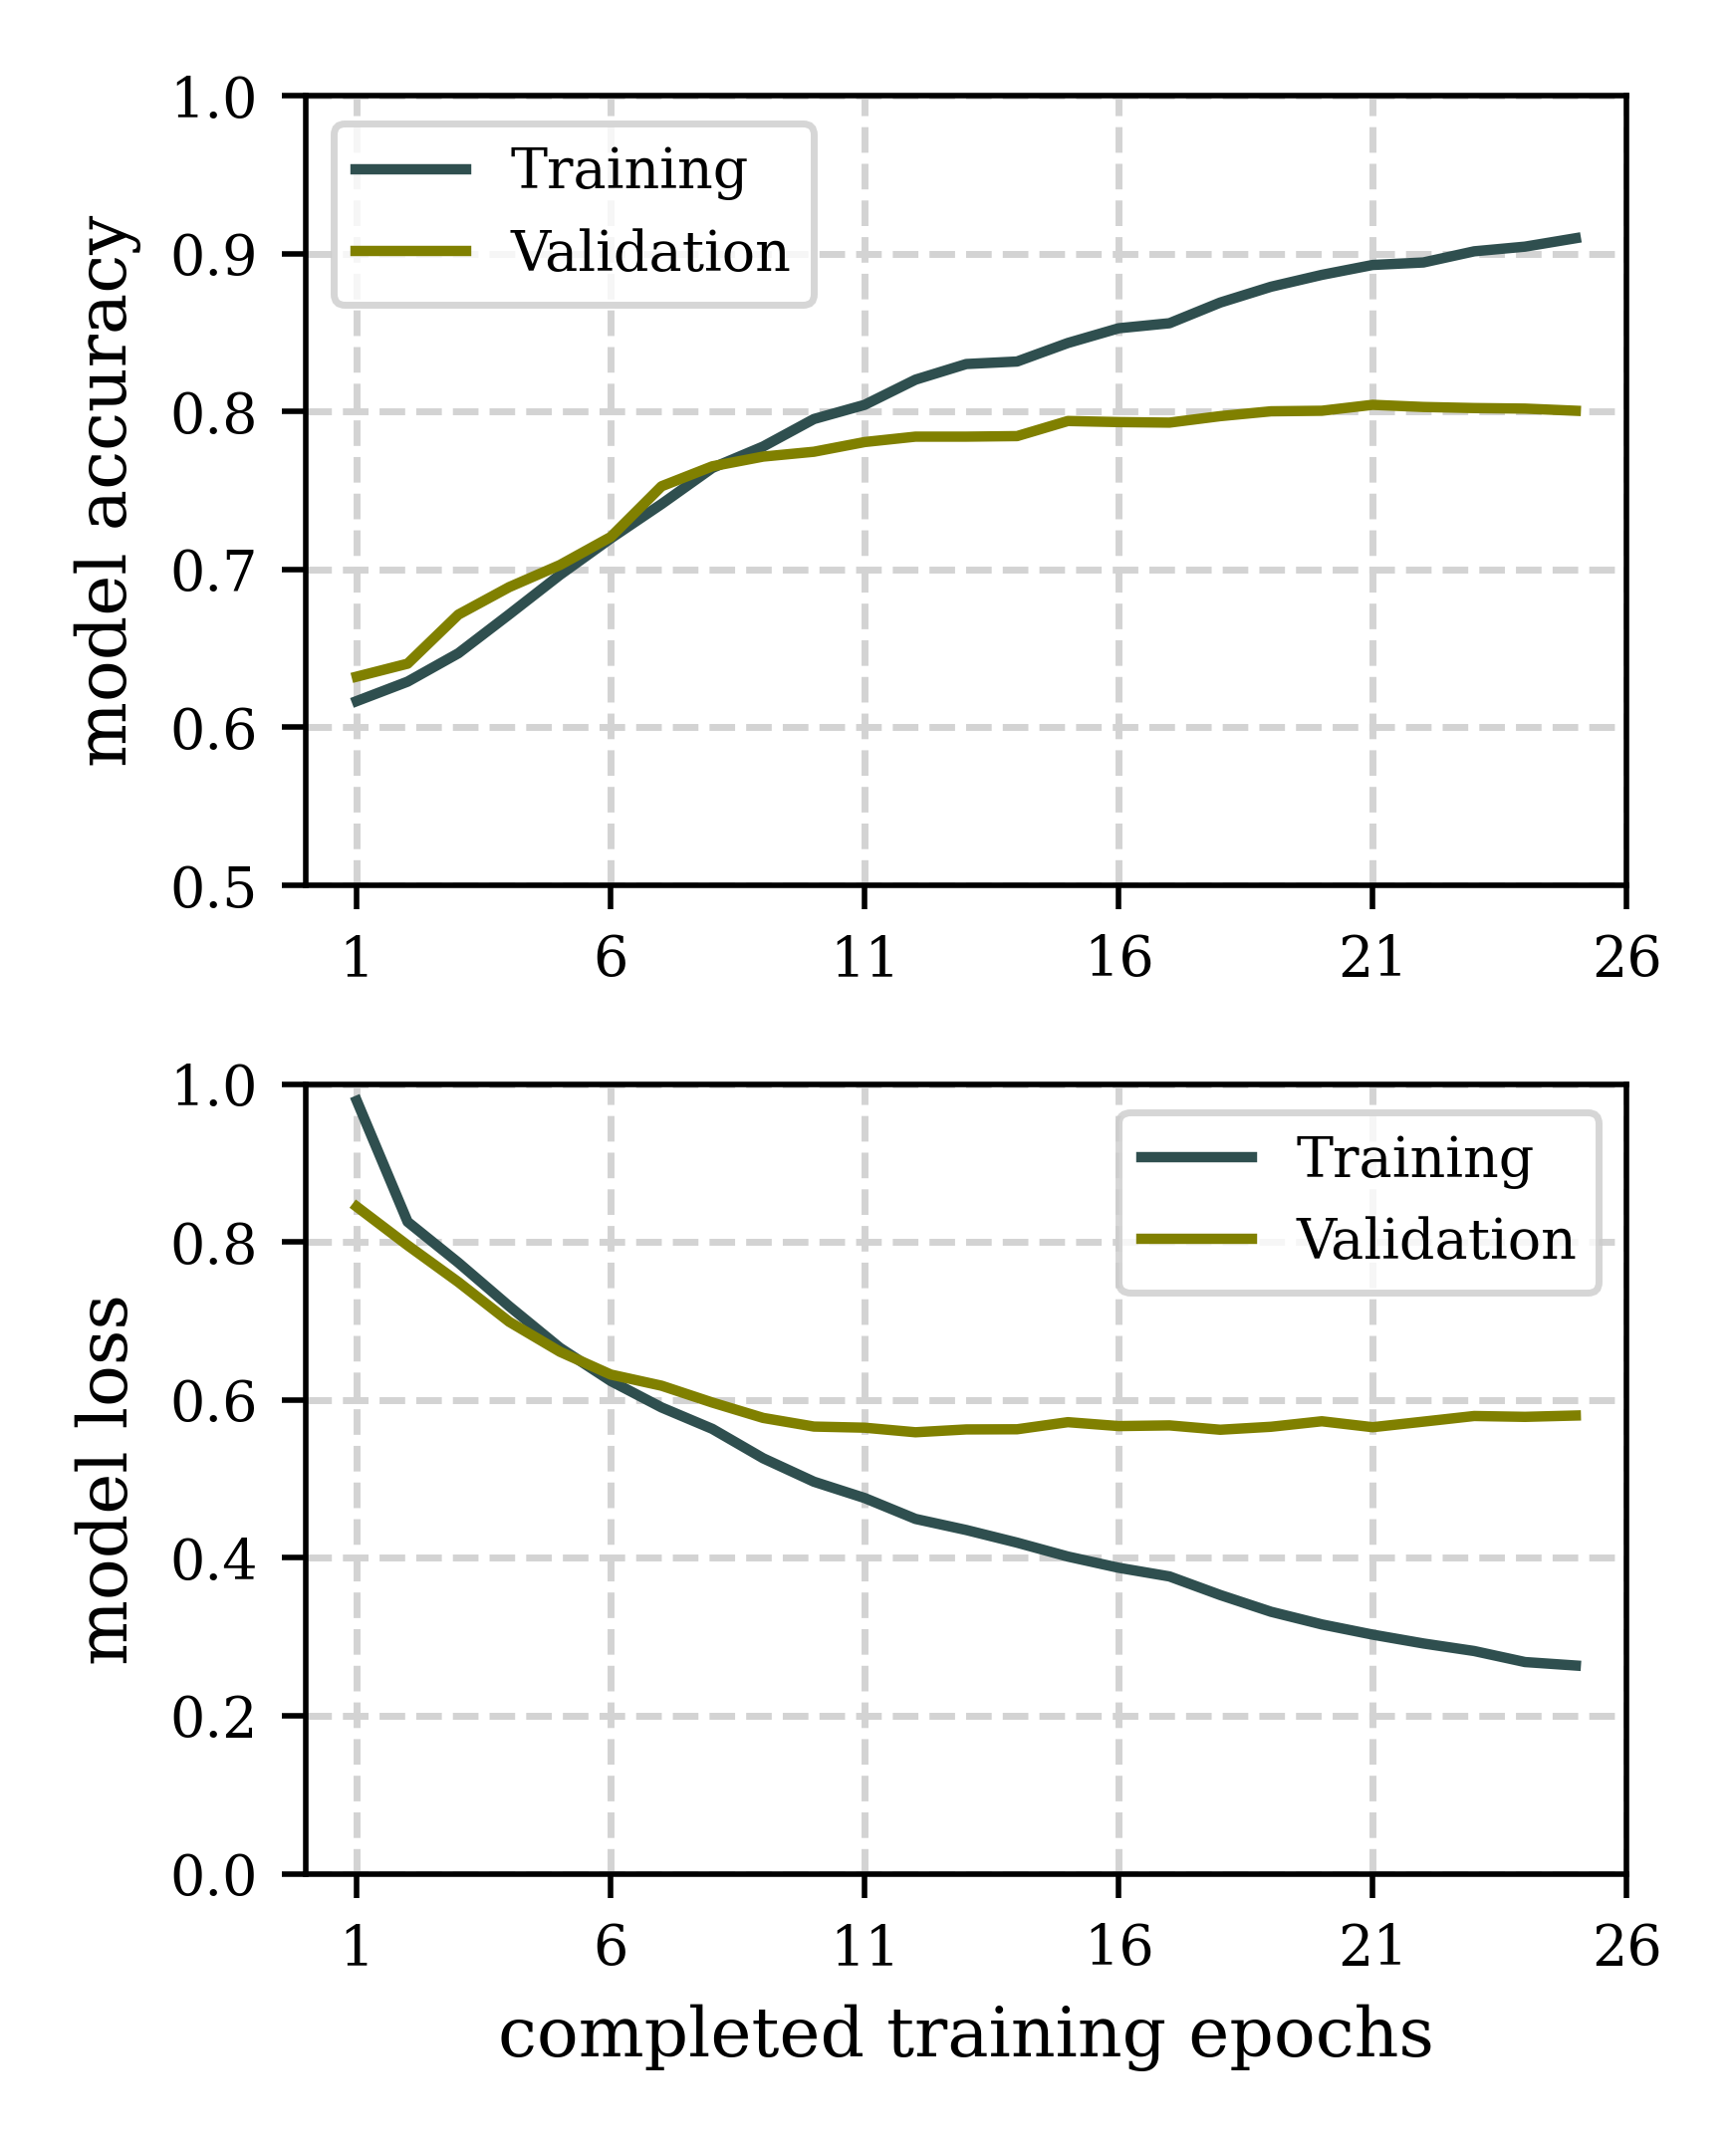 model accuracy
1.0
0.9
0.8
0.7
0.6
0.5
Training
Validation
1 6 11 16 21 26
model loss
1.0
0.8
0.6
0.4
0.2
0.0
Training
Validation
1 6 11 16 21 26
completed training epochs